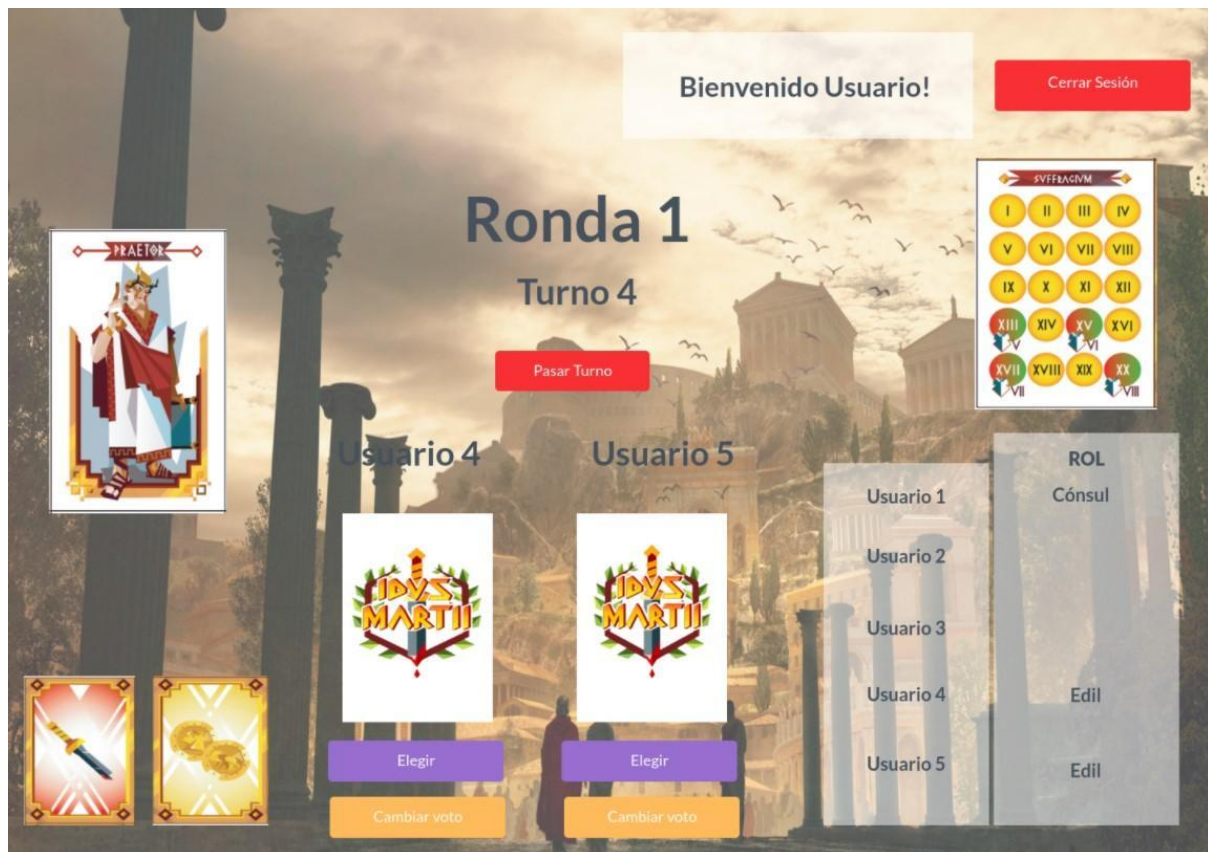 Bienvenido Usuario!
Cerrar Sesión
Ronda 1
Turno 4
Pasar Turno
PRAETOR
SVFFRAGIVM
I II III IV
V VI VII VIII
IX X XI XII
XIII XIV XV XVI
V VI
XVII XVIII XIX XX
VII VIII
Usuario 4
Usuario 5
IDVS
MARTII
IDVS
MARTII
Elegir
Elegir
Cambiar voto
Cambiar voto
ROL
Usuario 1 Cónsul
Usuario 2
Usuario 3
Usuario 4 Edil
Usuario 5 Edil